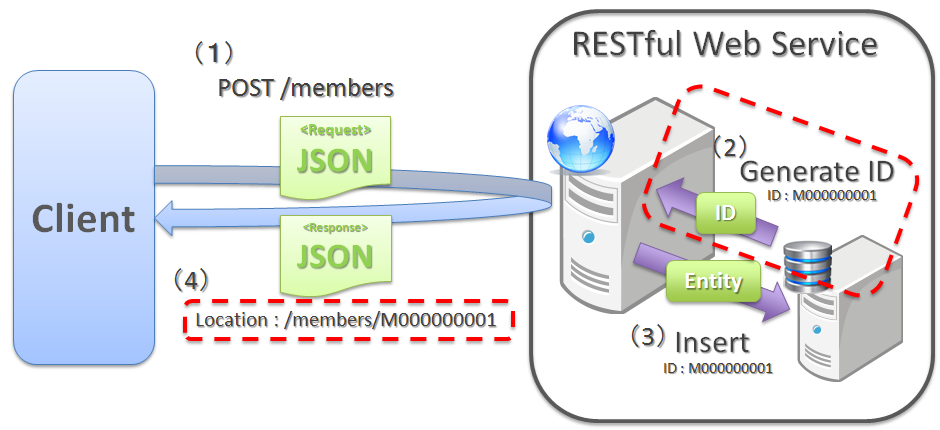 (1)
POST /members
<Request>
JSON
Client
<Response>
JSON
(4)
Location : /members/M000000001
RESTful Web Service
(2)
Generate ID
ID : M000000001
ID
Entity
(3) Insert
ID : M000000001